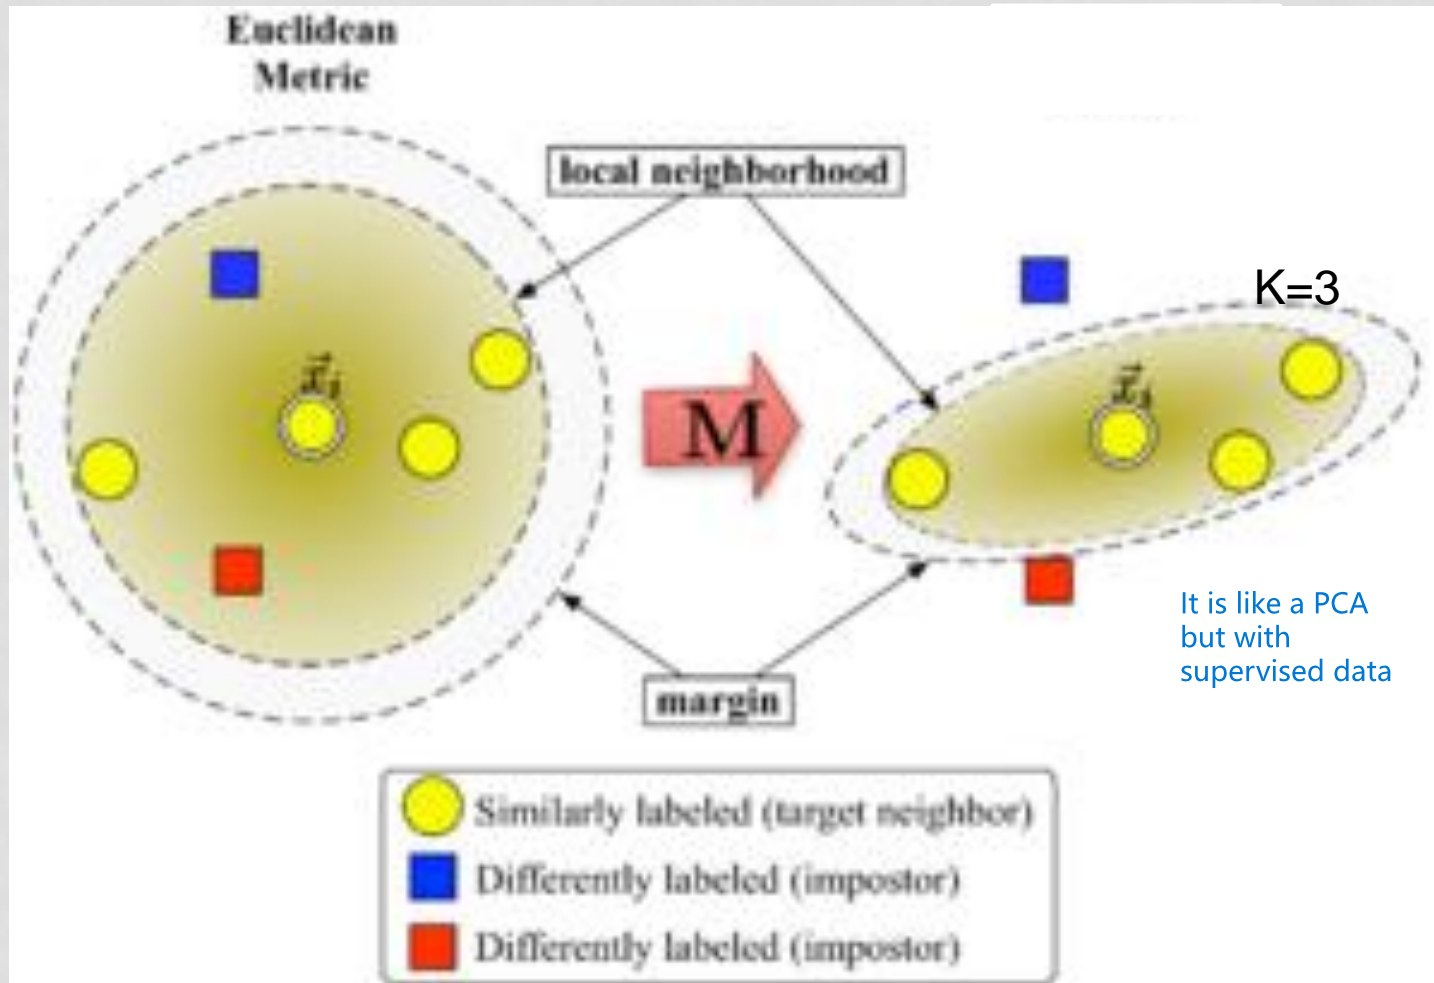 Euclidean
Metric
local neighborhood
K=3
x⃗i
x⃗i
M
It is like a PCA
but with
supervised data
margin
Similarly labeled (target neighbor)
Differently labeled (impostor)
Differently labeled (impostor)